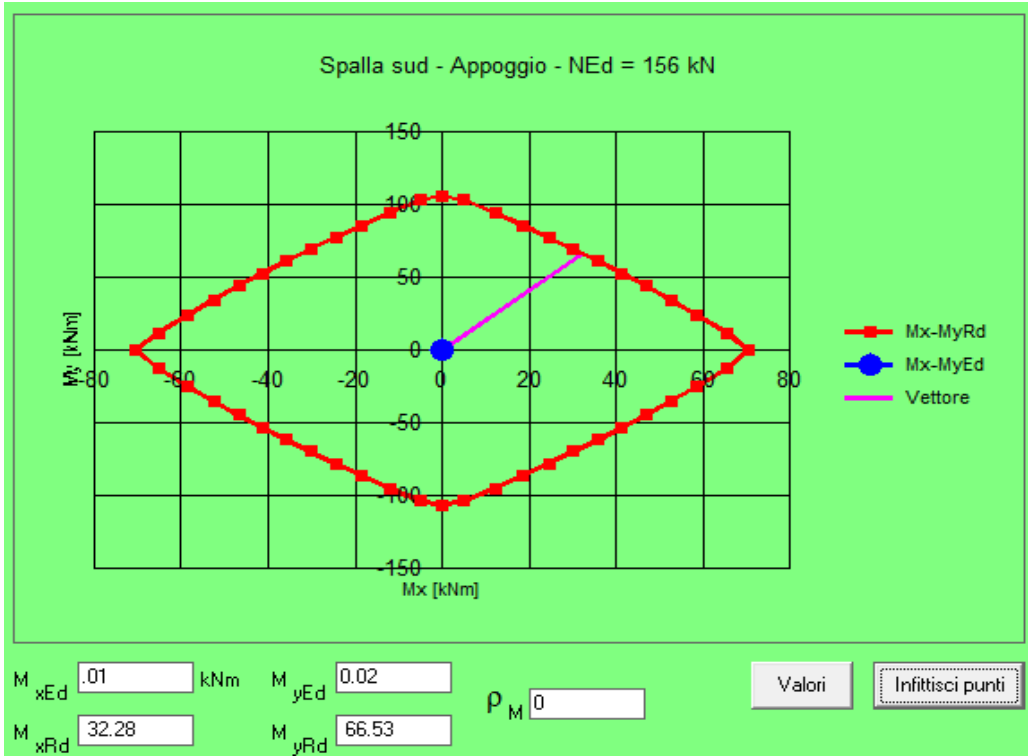 Spalla sud - Appoggio - NEd = 156 kN
150
100
50
0
-50
-100
-150
-80 -60 -40 -20 0 20 40 60 80
My [kNm]
Mx [kNm]
Mx-MyRd
Mx-MyEd
Vettore
M xEd .01 kNm M yEd 0.02
ρ M 0
Valori
Infittisci punti
M xRd 32.28 M yRd 66.53